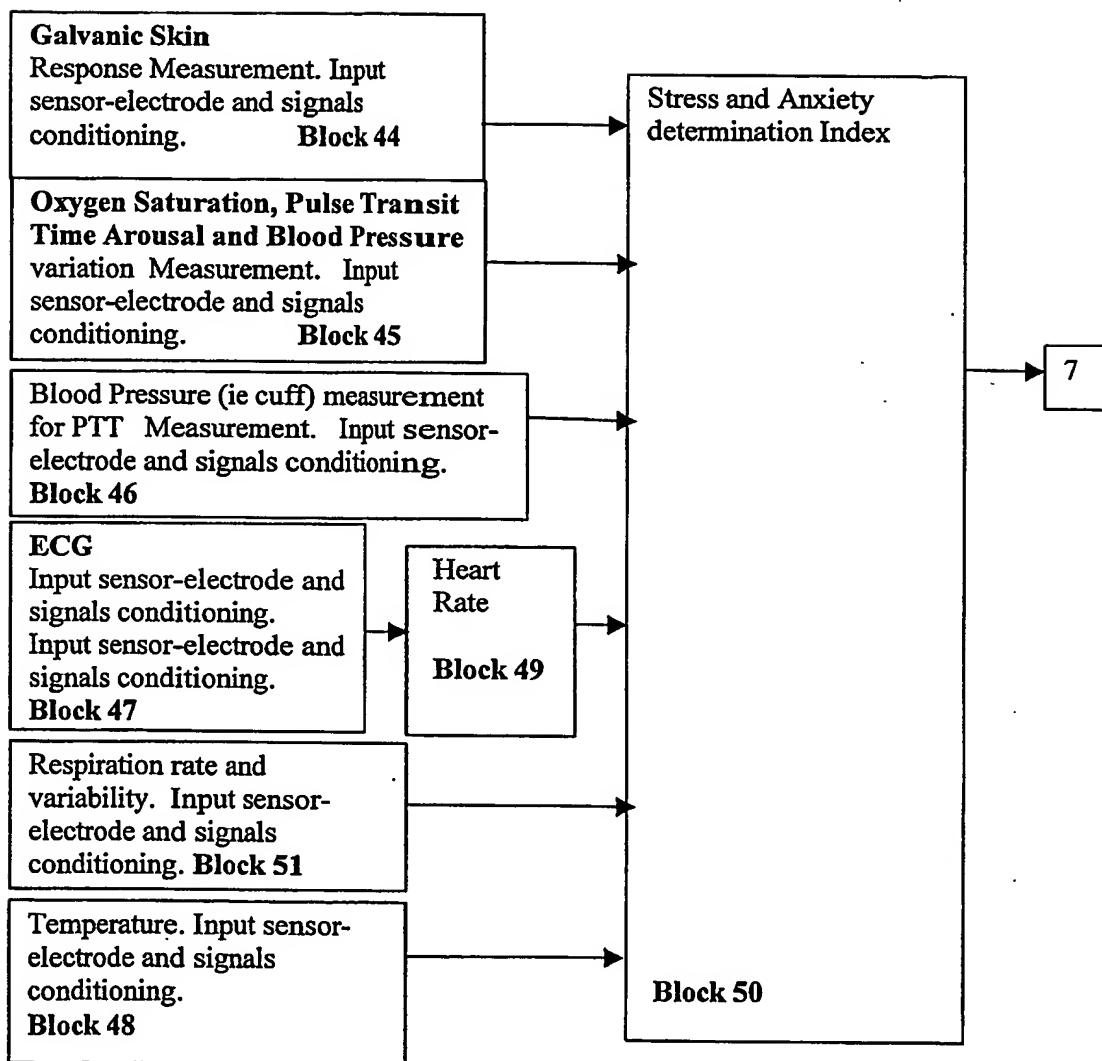 Galvanic Skin
Response Measurement. Input
sensor-electrode and signals
conditioning. Block 44
Oxygen Saturation, Pulse Transit
Time Arousal and Blood Pressure
variation Measurement. Input
sensor-electrode and signals
conditioning. Block 45
Blood Pressure (ie cuff) measurement
for PTT Measurement. Input sensor-
electrode and signals conditioning.
Block 46
ECG
Input sensor-electrode and
signals conditioning.
Input sensor-electrode and
signals conditioning.
Block 47
Heart
Rate
Block 49
Respiration rate and
variability. Input sensor-
electrode and signals
conditioning. Block 51
Temperature. Input sensor-
electrode and signals
conditioning.
Block 48
Stress and Anxiety
determination Index
Block 50
7